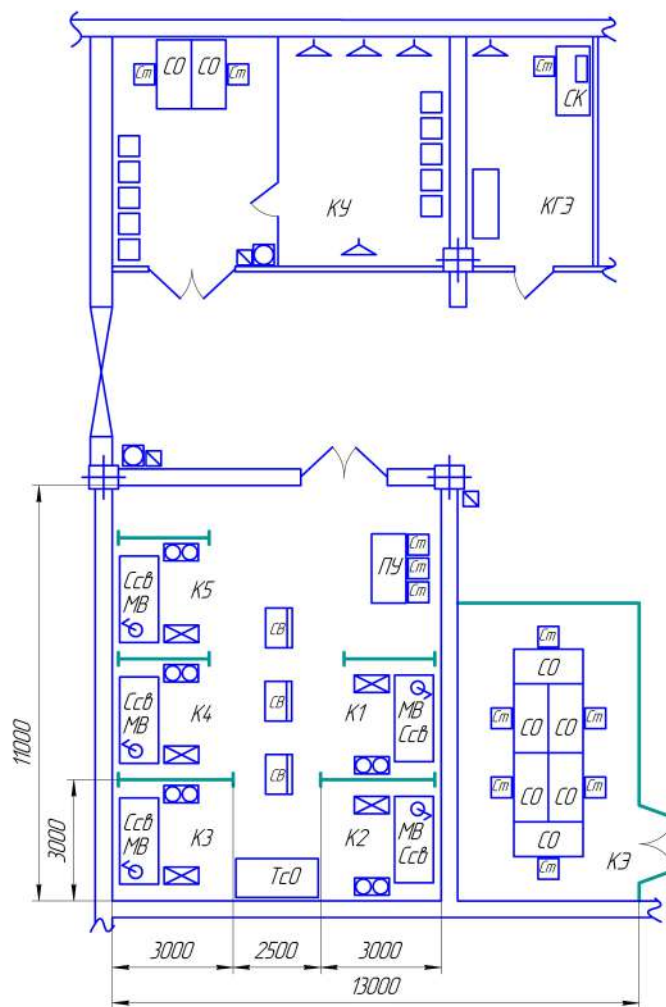 Ст
СО
СО
Ст
Ст
СК
КУ
КГЭ
Ссв
МВ
К5
ПУ
Ст
Ст
Ст
СВ
Ссв
МВ
К4
СВ
К1
МВ
Ссв
СВ
Ссв
МВ
К3
К2
МВ
Ссв
ТсО
Ст
СО
Ст
СО
СО
Ст
Ст
СО
СО
Ст
СО
Ст
КЭ
11000
3000
3000
2500
3000
13000